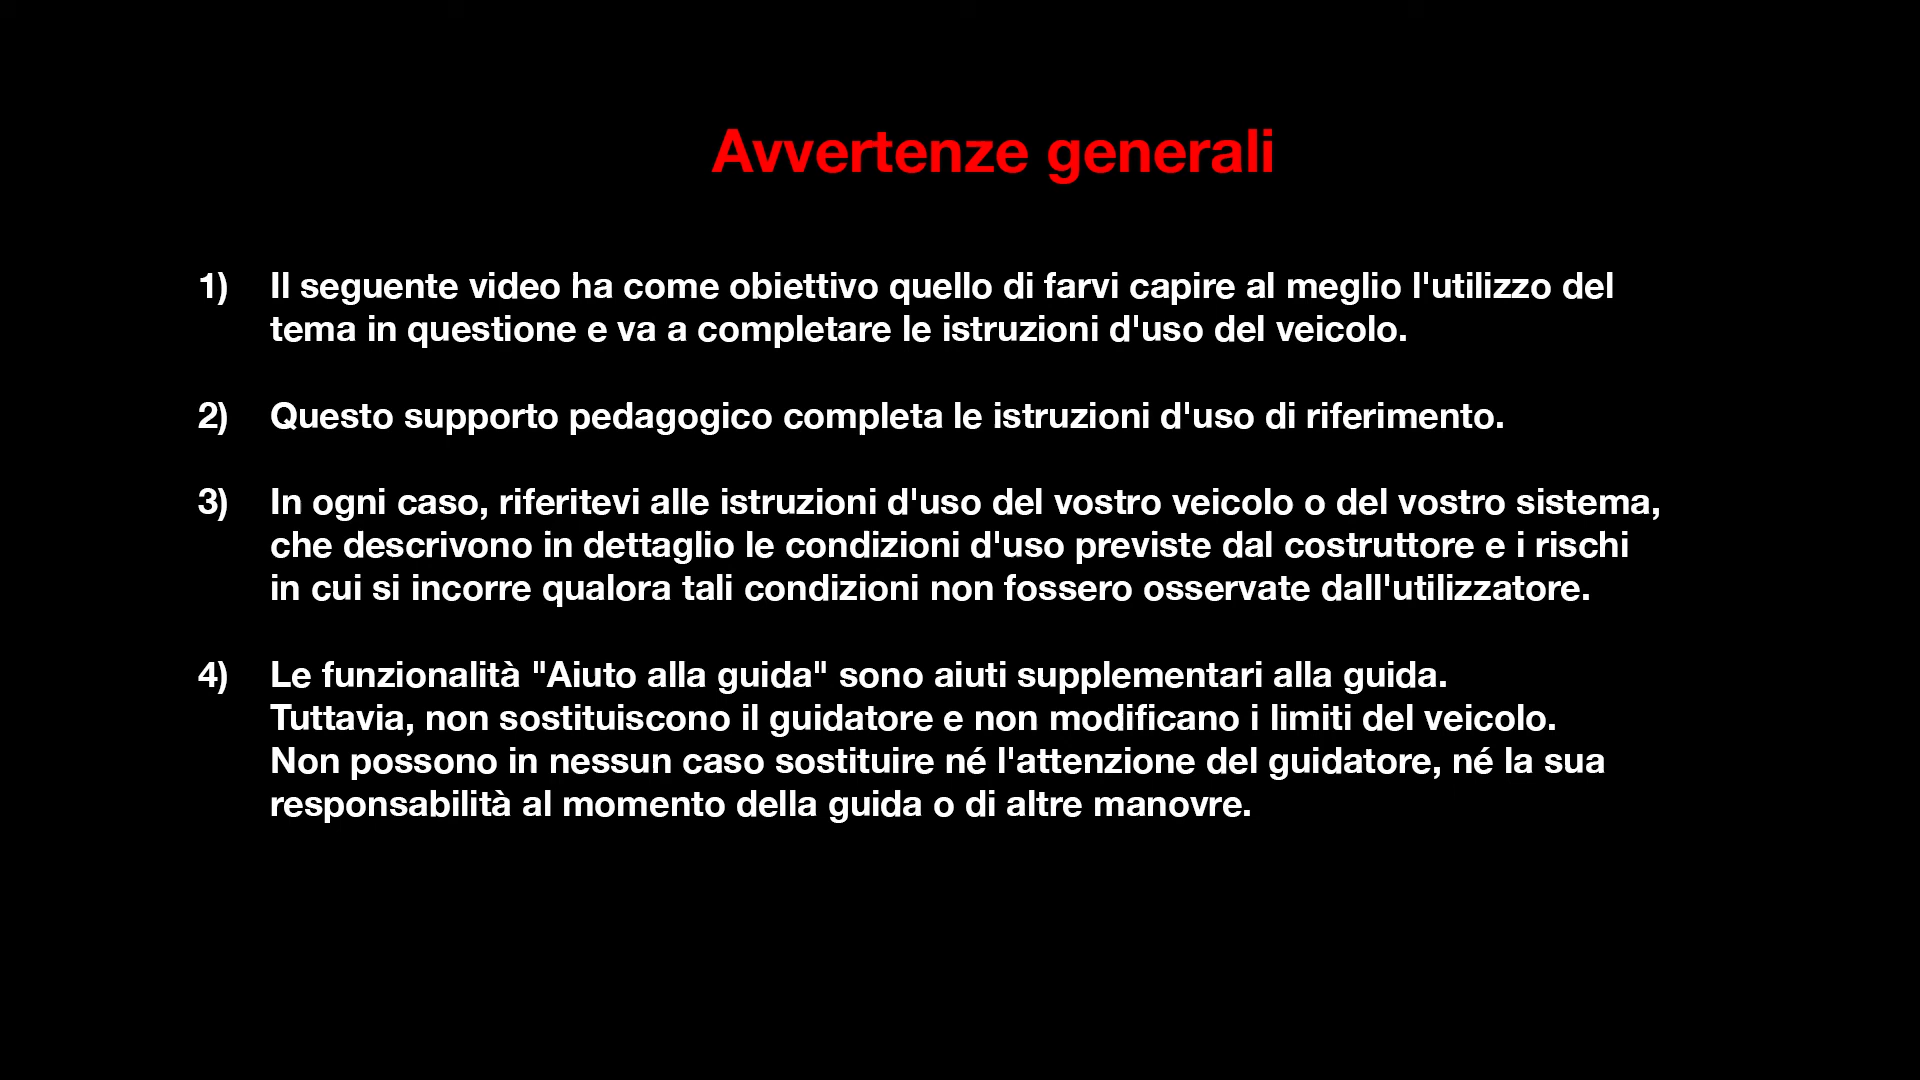 Avvertenze generali
1) Il seguente video ha come obiettivo quello di farvi capire al meglio l'utilizzo del
tema in questione e va a completare le istruzioni d'uso del veicolo.
2) Questo supporto pedagogico completa le istruzioni d'uso di riferimento.
3) In ogni caso, riferitevi alle istruzioni d'uso del vostro veicolo o del vostro sistema,
che descrivono in dettaglio le condizioni d'uso previste dal costruttore e i rischi
in cui si incorre qualora tali condizioni non fossero osservate dall'utilizzatore.
4) Le funzionalità "Aiuto alla guida" sono aiuti supplementari alla guida.
Tuttavia, non sostituiscono il guidatore e non modificano i limiti del veicolo.
Non possono in nessun caso sostituire né l'attenzione del guidatore, né la sua
responsabilità al momento della guida o di altre manovre.